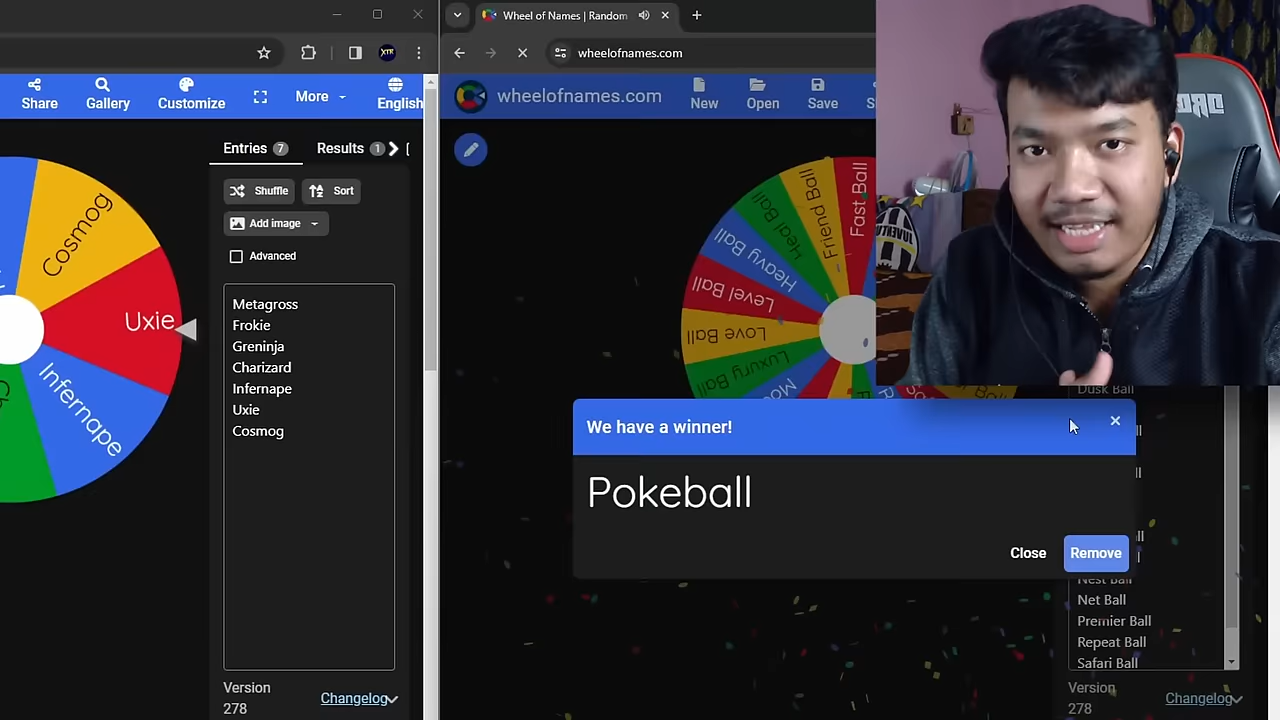 Wheel of Names | Random
XTR
wheelofnames.com
Share
Gallery
Customize
More
English
wheelofnames.com
New
Open
Save
Entries 7
Results 1
Shuffle
Sort
Add image
Advanced
Metagross
Frokie
Greninja
Charizard
Infernape
Uxie
Cosmog
Cosmog
Uxie
Infernape
Version
278
Changelog
Fast Ball
Friend Ball
Heal Ball
Heavy Ball
Level Ball
Love Ball
Luxury Ball
We have a winner!
Pokeball
Close
Remove
Dusk Ball
Nest Ball
Net Ball
Premier Ball
Repeat Ball
Safari Ball
Version
278
Changelog